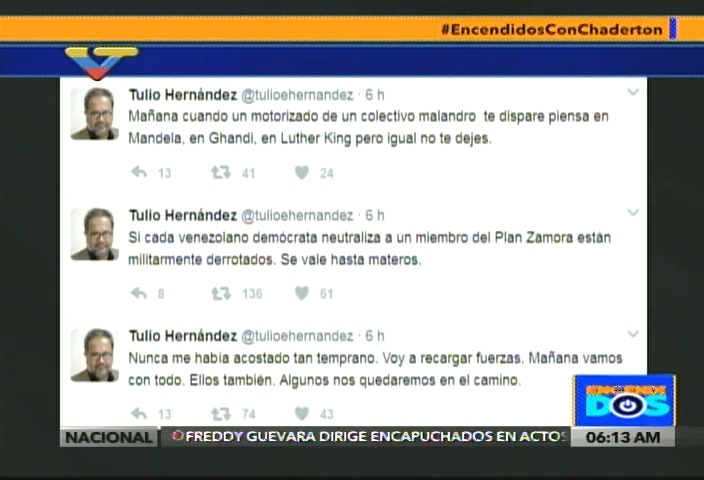 #EncendidosConChaderton
Tulio Hernández @tulioehernandez · 6 h
Mañana cuando un motorizado de un colectivo malandro te dispare piensa en
Mandela, en Ghandi, en Luther King pero igual no te dejes.
13 41 24
Tulio Hernández @tulioehernandez · 6 h
Si cada venezolano demócrata neutraliza a un miembro del Plan Zamora están
militarmente derrotados. Se vale hasta materos.
8 136 61
Tulio Hernández @tulioehernandez · 6 h
Nunca me había acostado tan temprano. Voy a recargar fuerzas. Mañana vamos
con todo. Ellos también. Algunos nos quedaremos en el camino.
13 74 43
ENCENDI
DOS
NACIONAL FREDDY GUEVARA DIRIGE ENCAPUCHADOS EN ACTOS 06:13 AM